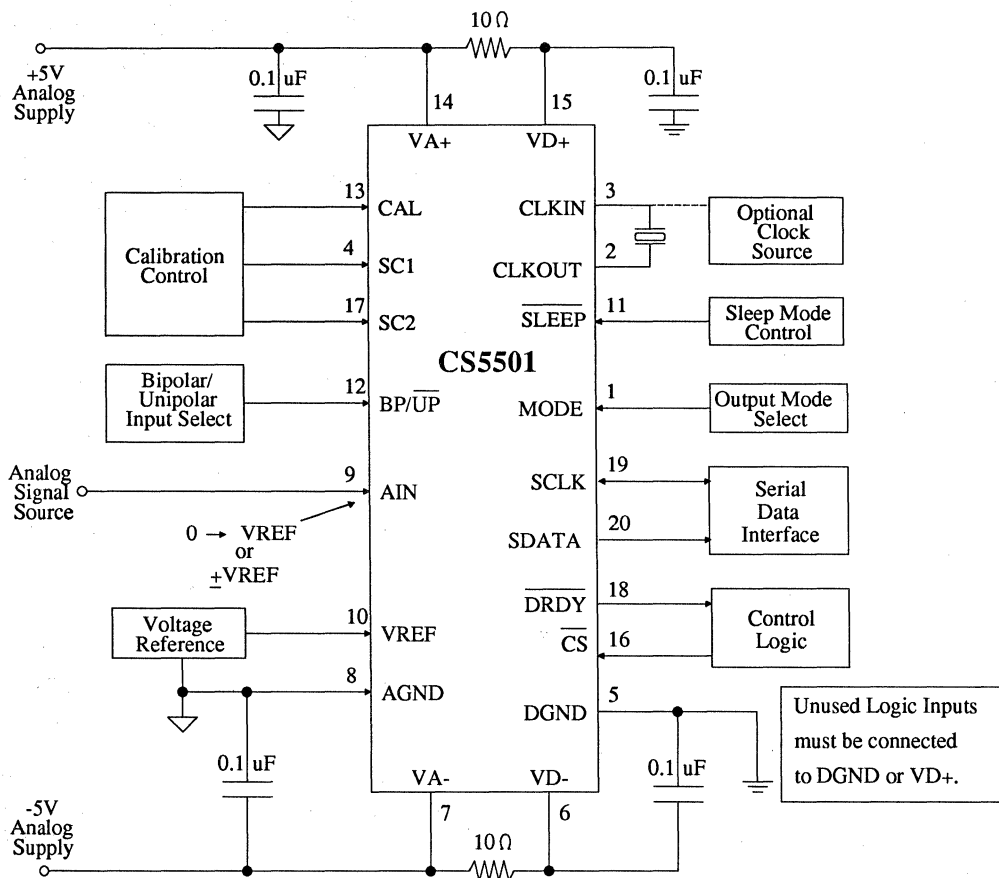 10 Ω
+5V
Analog
Supply
0.1 uF
0.1 uF
14
15
VA+
VD+
13
CAL
3
CLKIN
Optional
Clock
Source
Calibration
Control
4
SC1
2
CLKOUT
17
SC2
11
SLEEP
Sleep Mode
Control
CS5501
Bipolar/
Unipolar
Input Select
12
BP/UP
1
MODE
Output Mode
Select
Analog
Signal
Source
9
AIN
19
SCLK
Serial
Data
Interface
20
SDATA
0 → VREF
or
±VREF
18
DRDY
Control
Logic
16
CS
Voltage
Reference
10
VREF
8
AGND
5
DGND
Unused Logic Inputs
must be connected
to DGND or VD+.
0.1 uF
0.1 uF
VA-
VD-
7
6
-5V
Analog
Supply
10 Ω